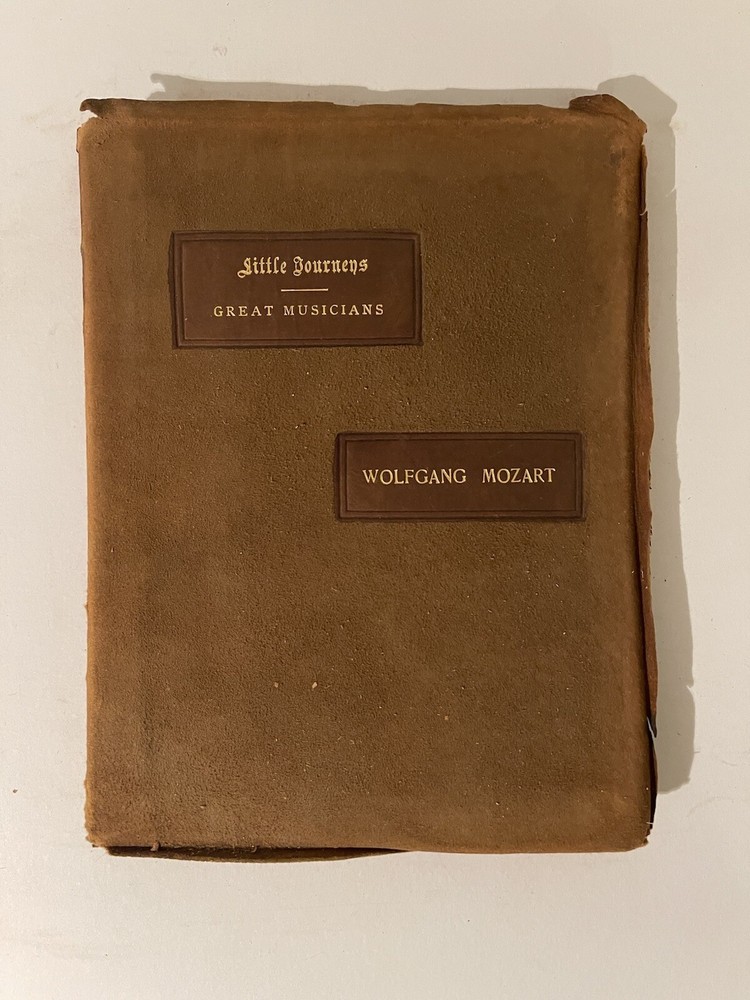 Little Journeys
GREAT MUSICIANS
WOLFGANG MOZART